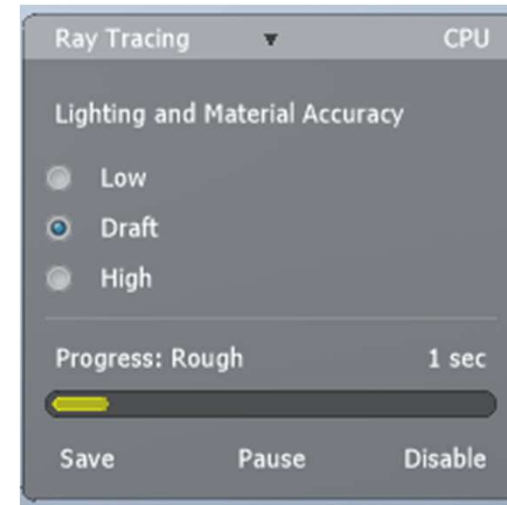 Ray Tracing ▼ CPU
Lighting and Material Accuracy
Low
Draft
High
Progress: Rough 1 sec
Save Pause Disable